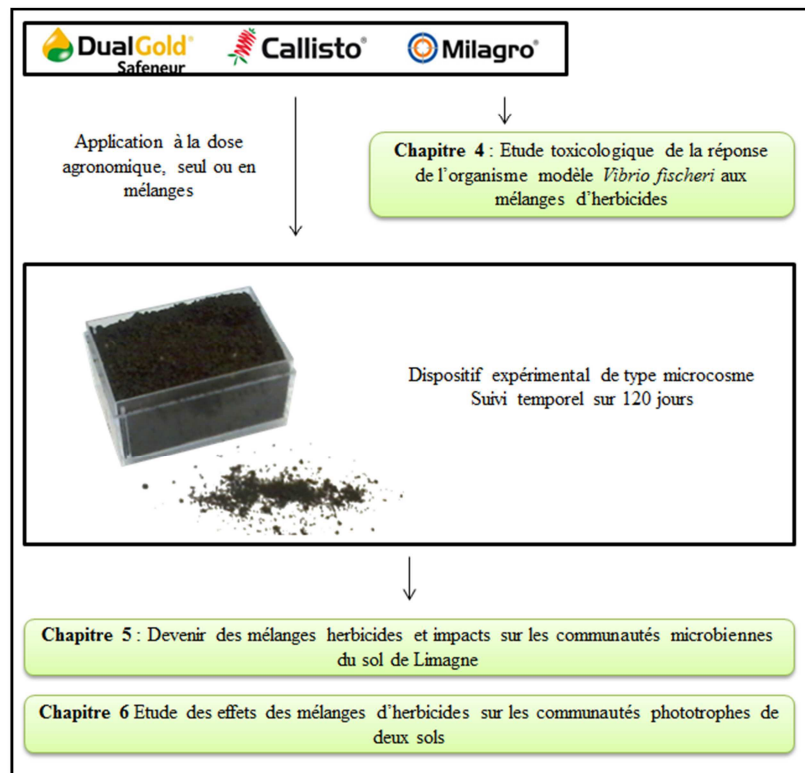 DualGold®
Safeneur
Callisto®
Milagro®
Application à la dose
agronomique, seul ou en
mélanges
Chapitre 4 : Etude toxicologique de la réponse
de l'organisme modèle Vibrio fischeri aux
mélanges d'herbicides
Dispositif expérimental de type microcosme
Suivi temporel sur 120 jours
Chapitre 5 : Devenir des mélanges herbicides et impacts sur les communautés microbiennes
du sol de Limagne
Chapitre 6 Etude des effets des mélanges d'herbicides sur les communautés phototrophes de
deux sols